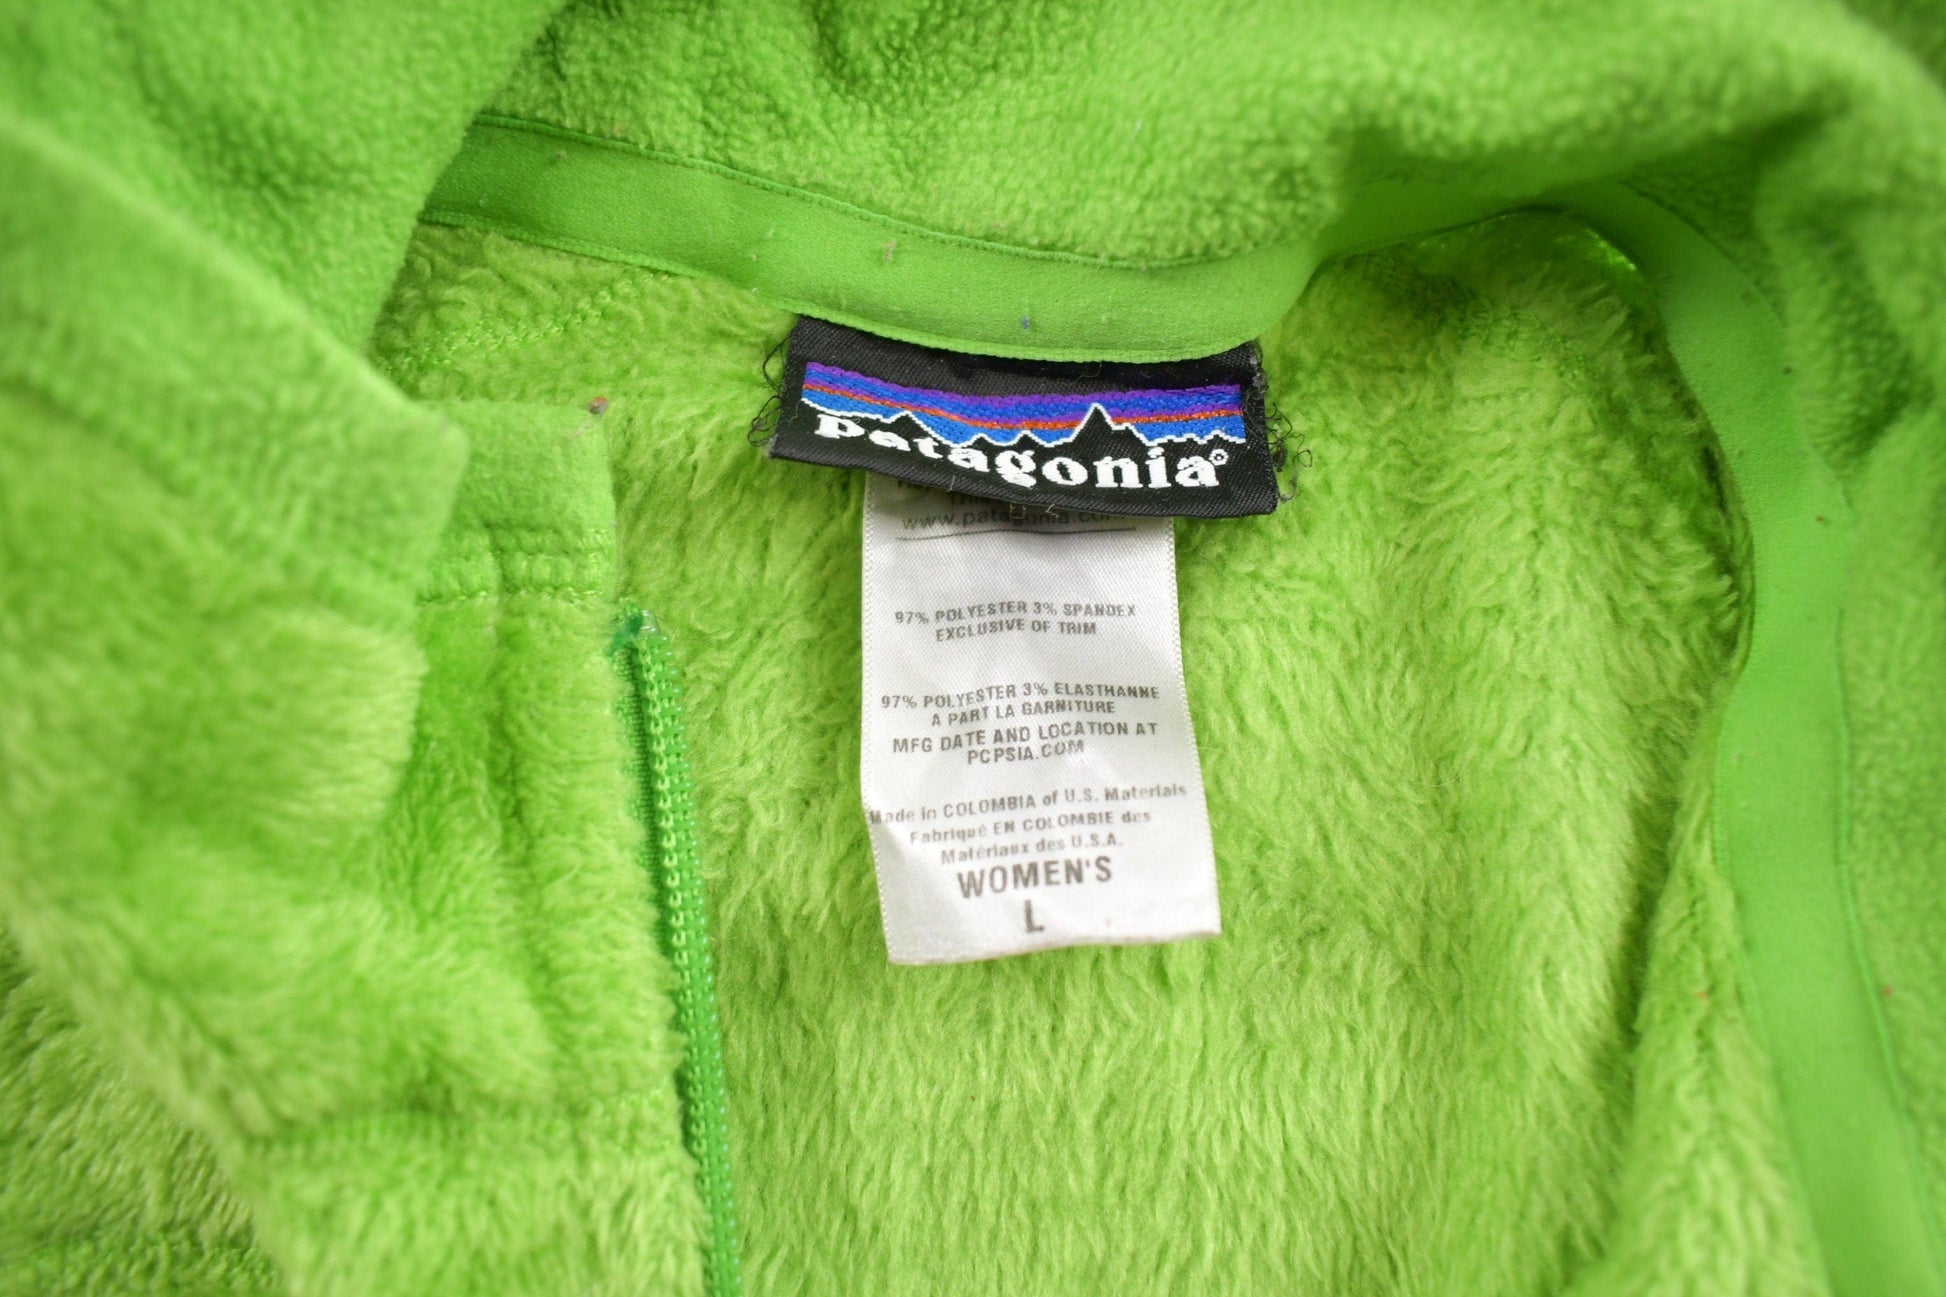 patagonia®
www.patagonia.com
97% POLYESTER 3% SPANDEX
EXCLUSIVE OF TRIM
97% POLYESTER 3% ELASTHANNE
A PART LA GARNITURE
MFG DATE AND LOCATION AT
PCPSIA.COM
Made in COLOMBIA of U.S. Materials
Fabriqué EN COLOMBIE des
Matériaux des U.S.A.
WOMEN'S
L